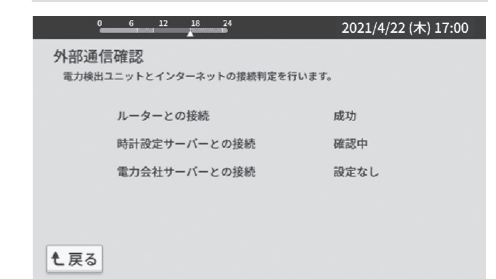 0 6 12 18 24
2021/4/22 (木) 17:00
外部通信確認
電力検出ユニットとインターネットの接続判定を行います。
ルーターとの接続 成功
時計設定サーバーとの接続 確認中
電力会社サーバーとの接続 設定なし
戻る